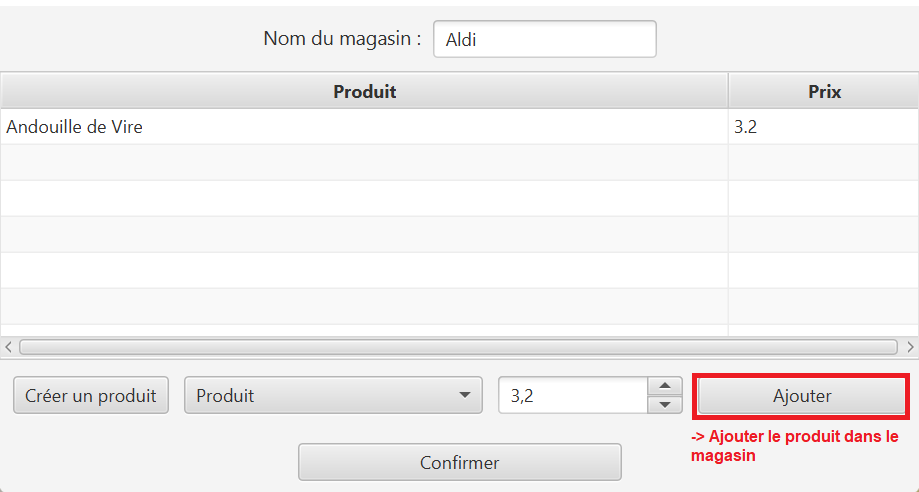 Nom du magasin : Aldi
Produit Prix
Andouille de Vire 3.2
Créer un produit Produit 3,2 Ajouter
-> Ajouter le produit dans le
magasin
Confirmer